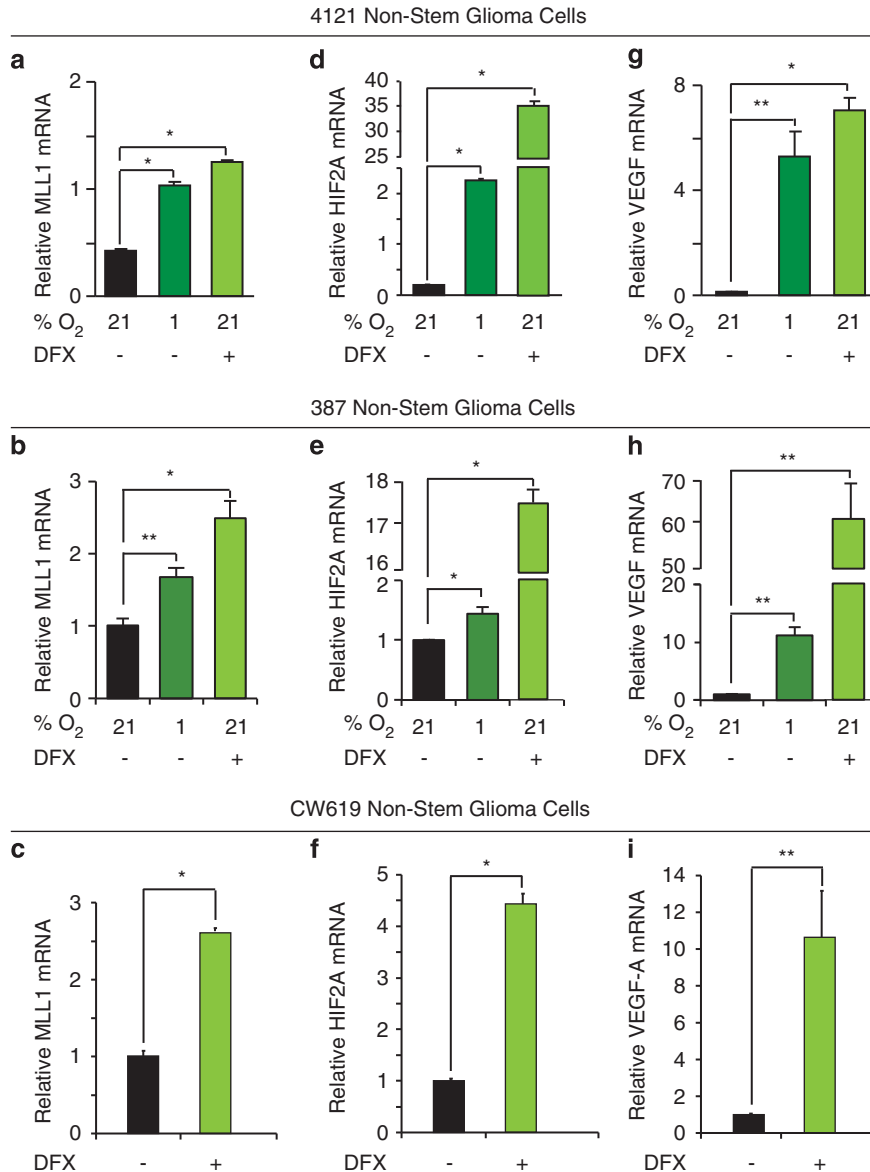 4121 Non-Stem Glioma Cells
a
Relative MLL1 mRNA
2
1
0
*
*
% O2 21 1 21
DFX - - +
d
Relative HIF2A mRNA
40
35
30
25
2
2
1
1
0
*
*
% O2 21 1 21
DFX - - +
g
Relative VEGF mRNA
8
6
4
2
0
**
*
21 1 21
- - +
387 Non-Stem Glioma Cells
b
Relative MLL1 mRNA
3
2
1
0
**
*
% O2 21 1 21
DFX - - +
e
Relative HIF2A mRNA
18
17
16
2
1
0
*
*
% O2 21 1 21
DFX - - +
h
Relative VEGF mRNA
70
60
50
20
10
0
**
**
% O2 21 1 21
DFX - - +
CW619 Non-Stem Glioma Cells
c
Relative MLL1 mRNA
3
2
1
0
*
DFX - +
f
Relative HIF2A mRNA
5
4
3
2
1
0
*
DFX - +
i
Relative VEGF-A mRNA
14
12
10
8
6
4
2
0
**
DFX - +